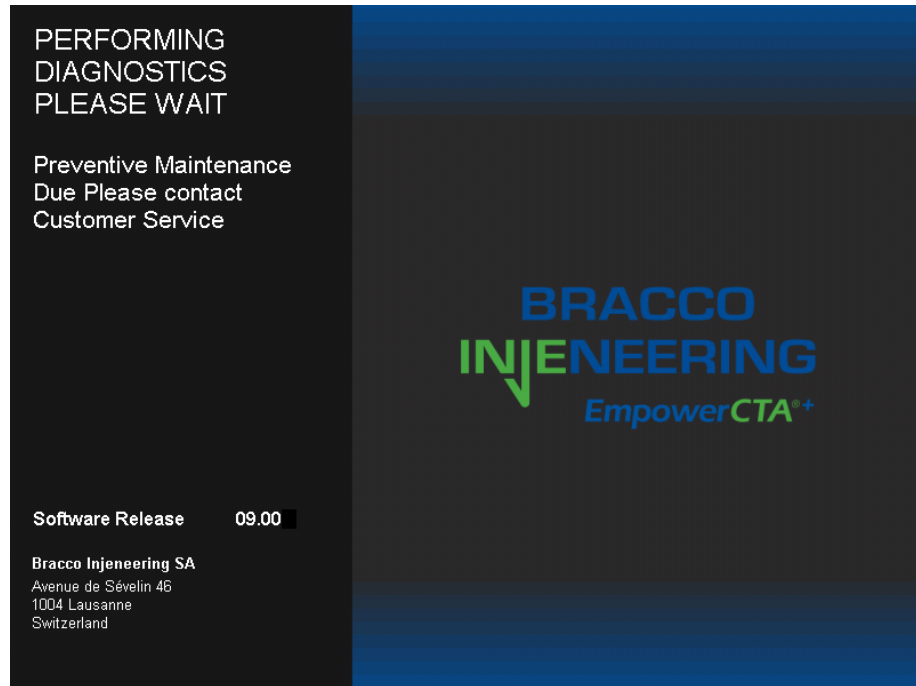 PERFORMING
DIAGNOSTICS
PLEASE WAIT
Preventive Maintenance
Due Please contact
Customer Service
BRACCO
INJENEERING
EmpowerCTA®+
Software Release 09.00
Bracco Injeneering SA
Avenue de Sévelin 46
1004 Lausanne
Switzerland